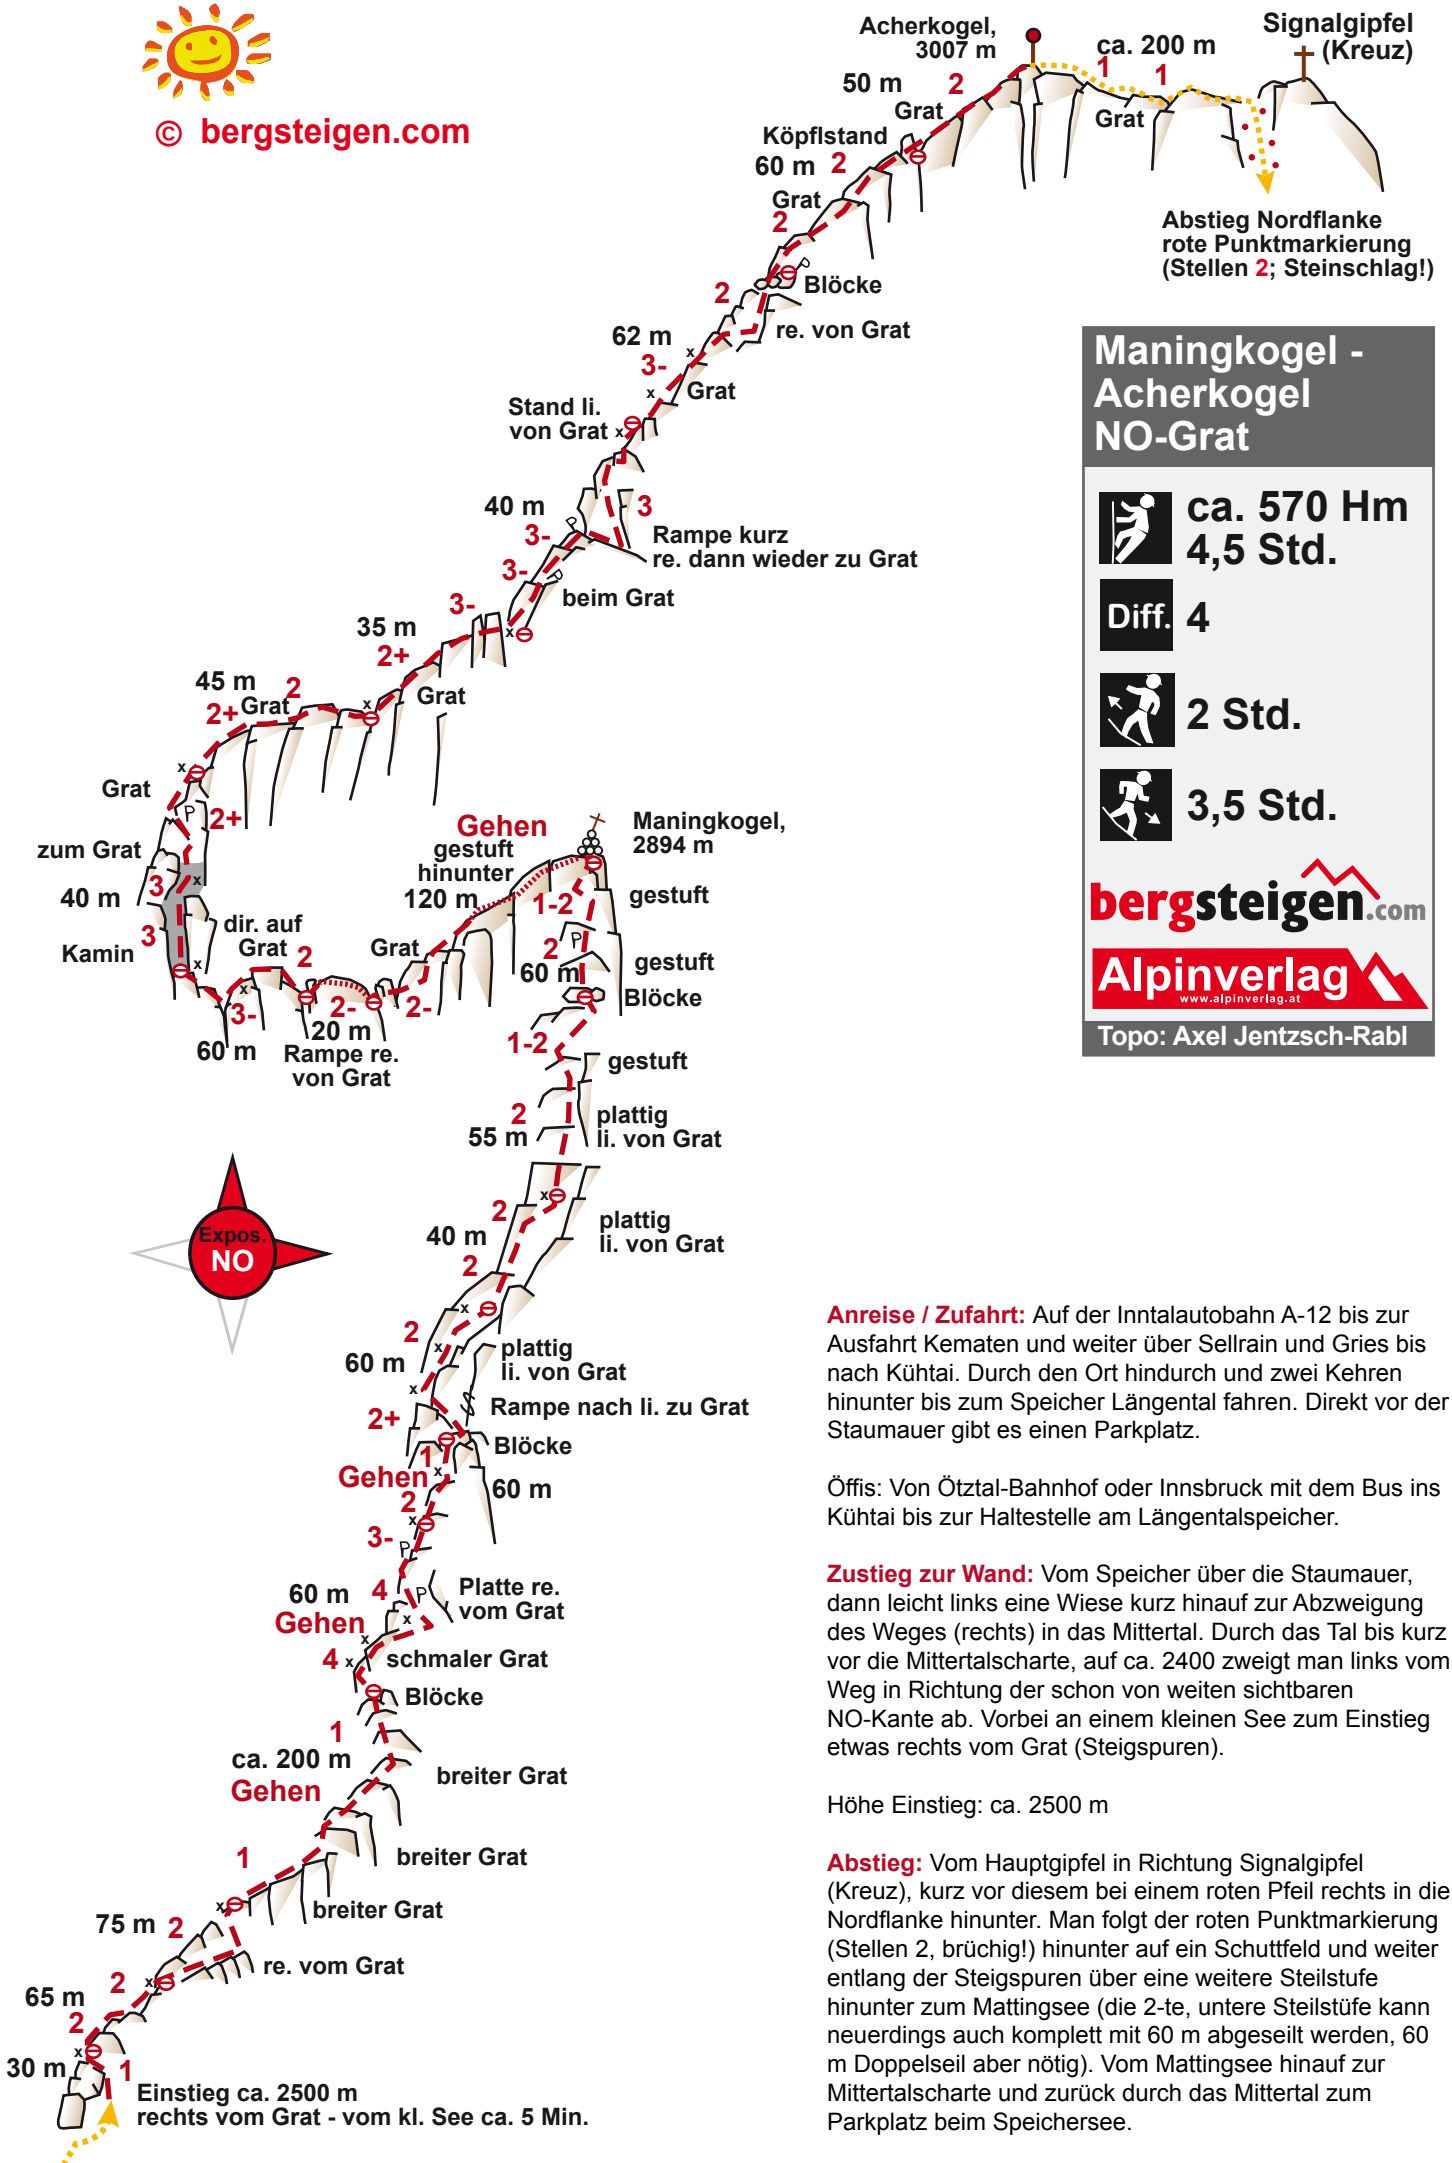 © bergsteigen.com
Acherkogel,
3007 m
ca. 200 m
Signalgipfel
(Kreuz)
1
1
50 m
2
Grat
Grat
Köpflstand
60 m
2
Grat
2
Abstieg Nordflanke
rote Punktmarkierung
(Stellen 2; Steinschlag!)
Blöcke
2
re. von Grat
62 m
3-
Grat
Stand li.
von Grat
40 m
3
3-
Rampe kurz
re. dann wieder zu Grat
3-
beim Grat
3-
35 m
2+
Grat
45 m
2
Grat
2+
Grat
2+
zum Grat
3
40 m
3
Kamin
dir. auf
Grat
2
3-
60 m
2-
20 m
Rampe re.
von Grat
Grat
2-
Gehen
gestuft
hinunter
120 m
Maningkogel,
2894 m
1-2
gestuft
2
60 m
gestuft
Blöcke
1-2
gestuft
2
55 m
plattig
li. von Grat
2
40 m
plattig
li. von Grat
2
2
60 m
plattig
li. von Grat
Rampe nach li. zu Grat
2+
Blöcke
1
Gehen
60 m
2
3-
60 m
4
Platte re.
vom Grat
Gehen
4
schmaler Grat
Blöcke
1
ca. 200 m
Gehen
breiter Grat
1
breiter Grat
breiter Grat
75 m
2
re. vom Grat
2
65 m
2
30 m
1
Einstieg ca. 2500 m
rechts vom Grat - vom kl. See ca. 5 Min.
Expos.
NO
Maningkogel -
Acherkogel
NO-Grat
ca. 570 Hm
4,5 Std.
Diff. 4
2 Std.
3,5 Std.
bergsteigen.com
Alpinverlag
www.alpinverlag.at
Topo: Axel Jentzsch-Rabl
Anreise / Zufahrt: Auf der Inntalautobahn A-12 bis zur
Ausfahrt Kematen und weiter über Sellrain und Gries bis
nach Kühtai. Durch den Ort hindurch und zwei Kehren
hinunter bis zum Speicher Längental fahren. Direkt vor der
Staumauer gibt es einen Parkplatz.
Öffis: Von Ötztal-Bahnhof oder Innsbruck mit dem Bus ins
Kühtai bis zur Haltestelle am Längentalspeicher.
Zustieg zur Wand: Vom Speicher über die Staumauer,
dann leicht links eine Wiese kurz hinauf zur Abzweigung
des Weges (rechts) in das Mittertal. Durch das Tal bis kurz
vor die Mittertalscharte, auf ca. 2400 zweigt man links vom
Weg in Richtung der schon von weiten sichtbaren
NO-Kante ab. Vorbei an einem kleinen See zum Einstieg
etwas rechts vom Grat (Steigspuren).
Höhe Einstieg: ca. 2500 m
Abstieg: Vom Hauptgipfel in Richtung Signalgipfel
(Kreuz), kurz vor diesem bei einem roten Pfeil rechts in die
Nordflanke hinunter. Man folgt der roten Punktmarkierung
(Stellen 2, brüchig!) hinunter auf ein Schuttfeld und weiter
entlang der Steigspuren über eine weitere Steilstufe
hinunter zum Mattingsee (die 2-te, untere Steilstüfe kann
neuerdings auch komplett mit 60 m abgeseilt werden, 60
m Doppelseil aber nötig). Vom Mattingsee hinauf zur
Mittertalscharte und zurück durch das Mittertal zum
Parkplatz beim Speichersee.